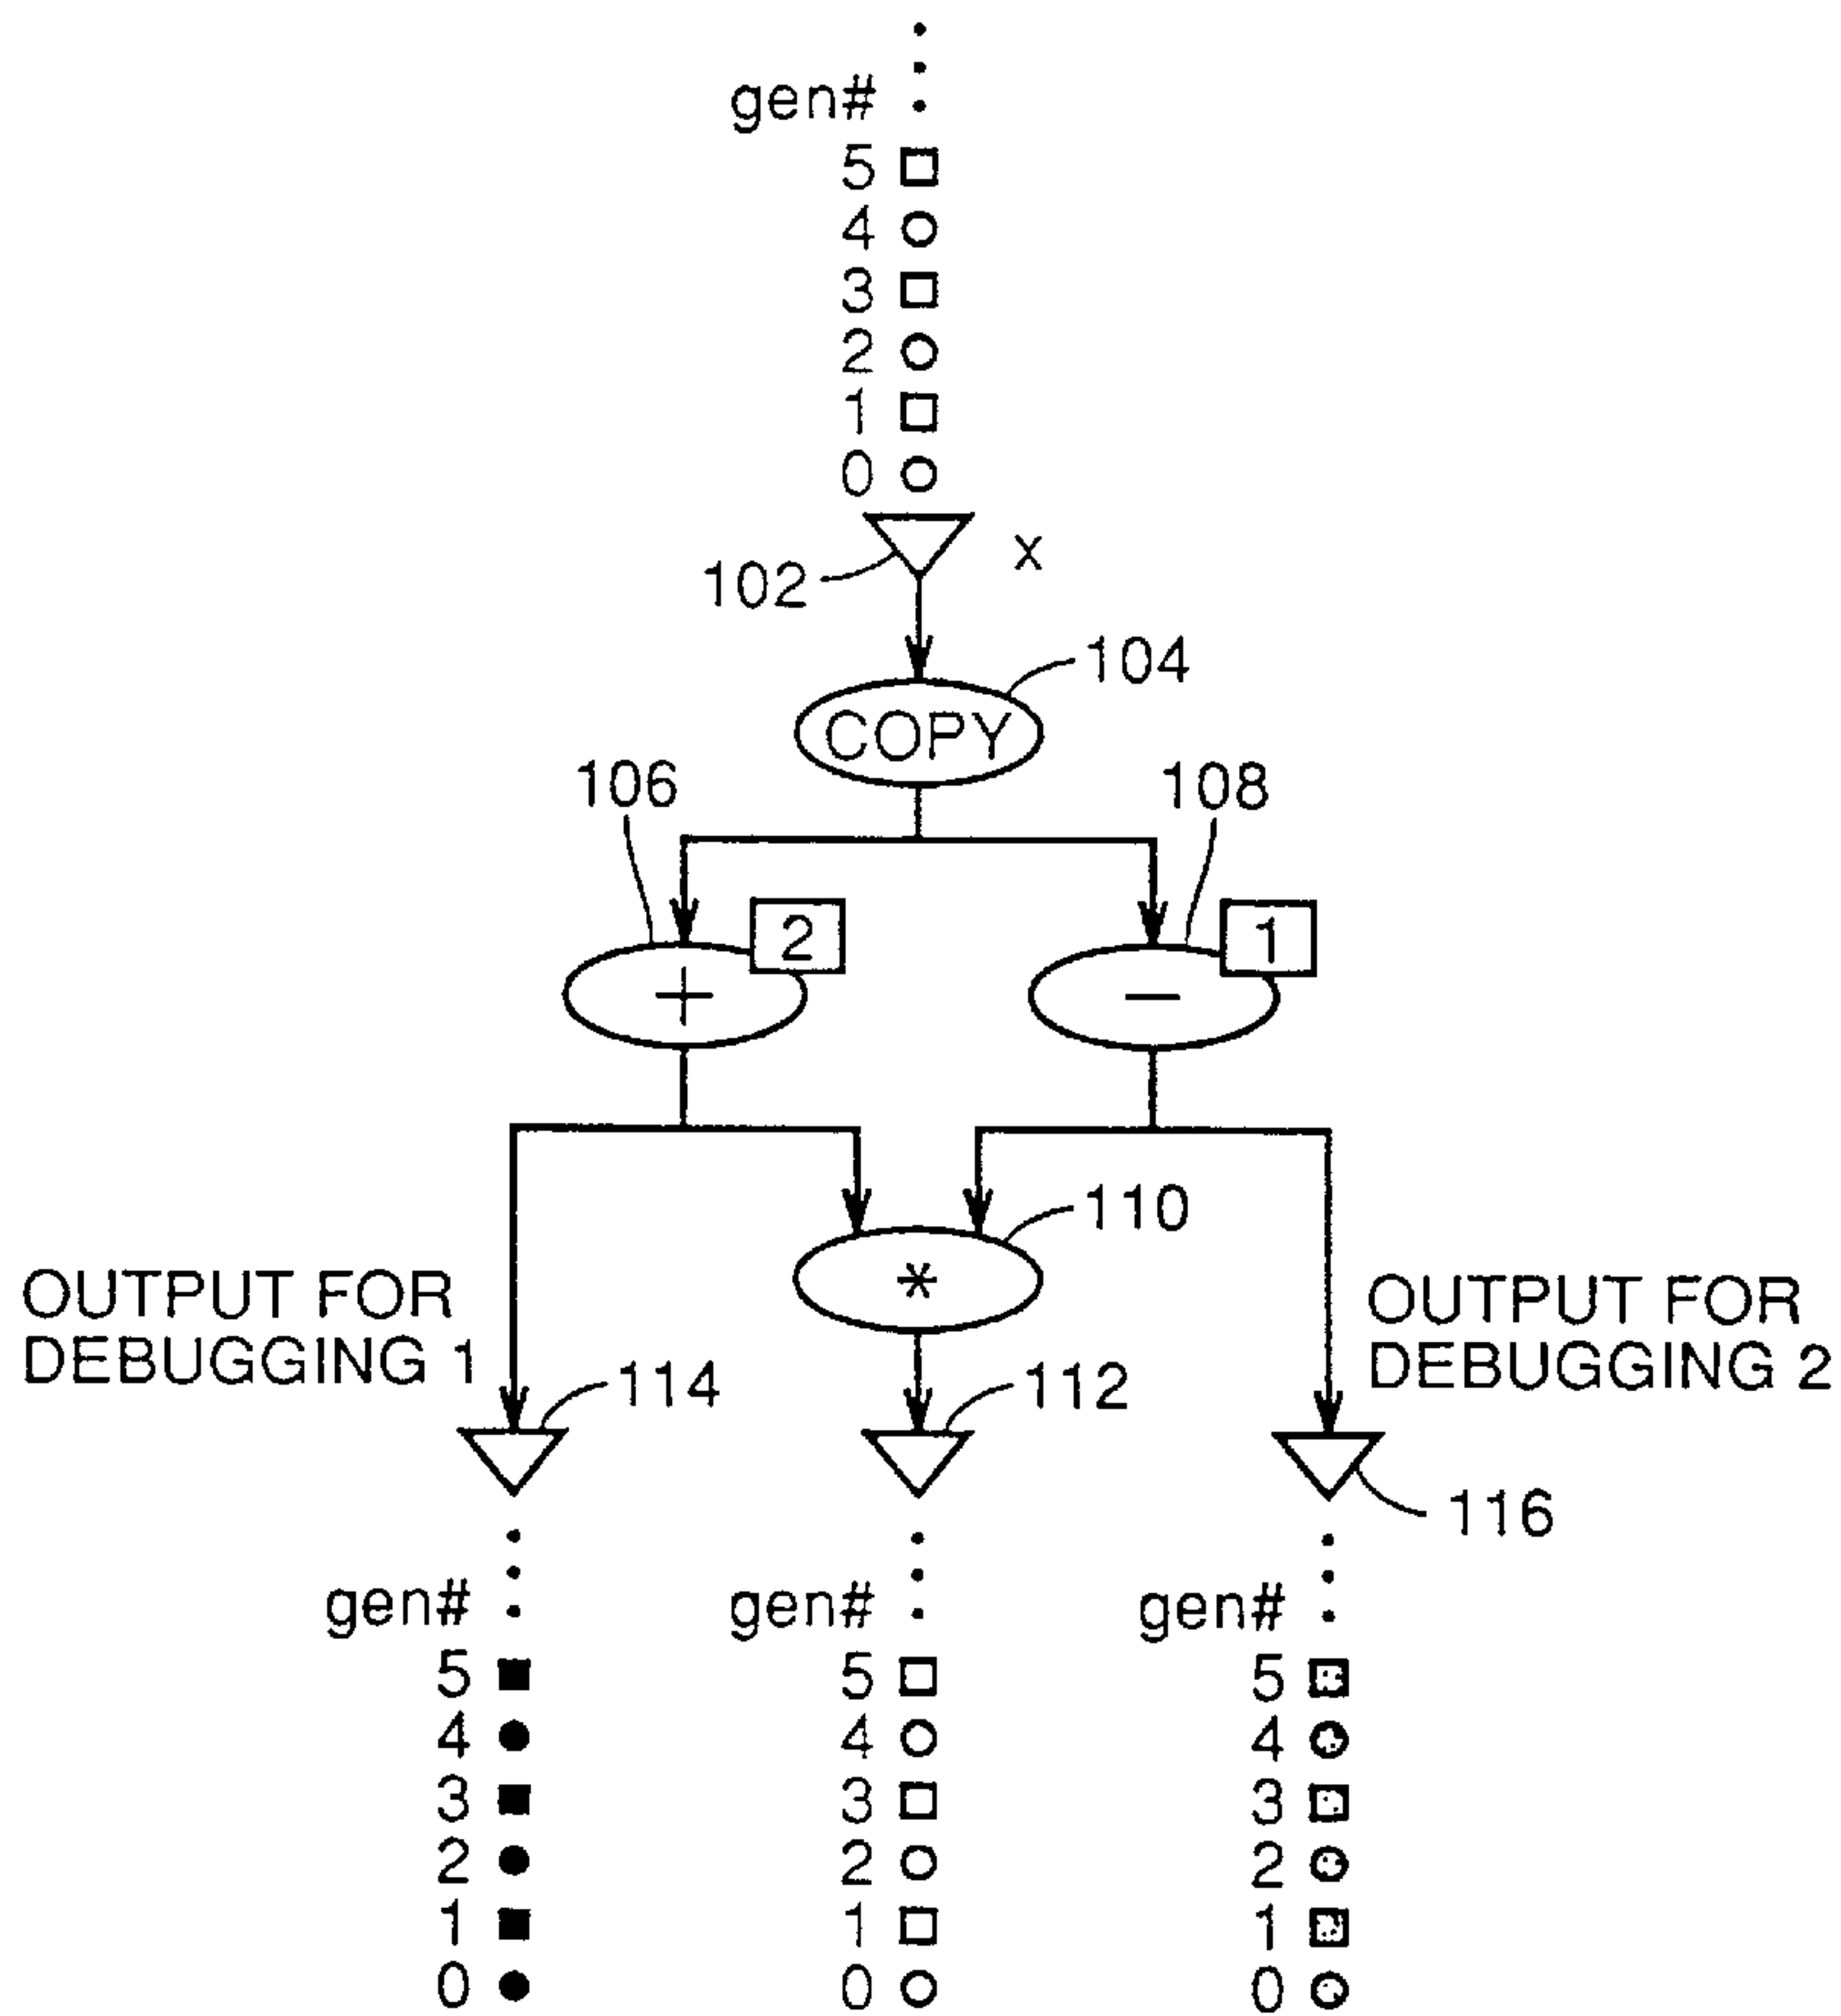 gen#
5
4
3
2
1
0
x
102
104
COPY
106
108
2
1
+
−
110
*
OUTPUT FOR
DEBUGGING 1
OUTPUT FOR
DEBUGGING 2
114
112
116
gen# gen# gen#
5 5 5
4 4 4
3 3 3
2 2 2
1 1 1
0 0 0